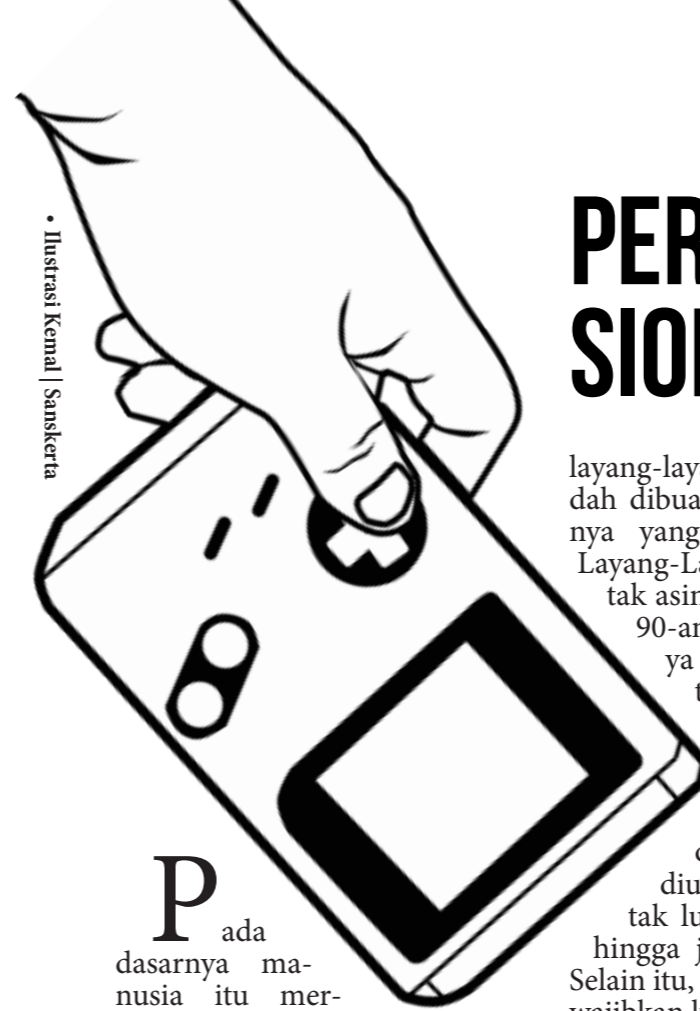 • Ilustrasi Kemal | Sanskerta
Pada
dasarnya ma-
nusia itu mer-
PER
SIO
layang-lay
dah dibua
nya yang
Layang-La
tak asin
90-an
ya
diu
tak lu
hingga j
Selain itu,